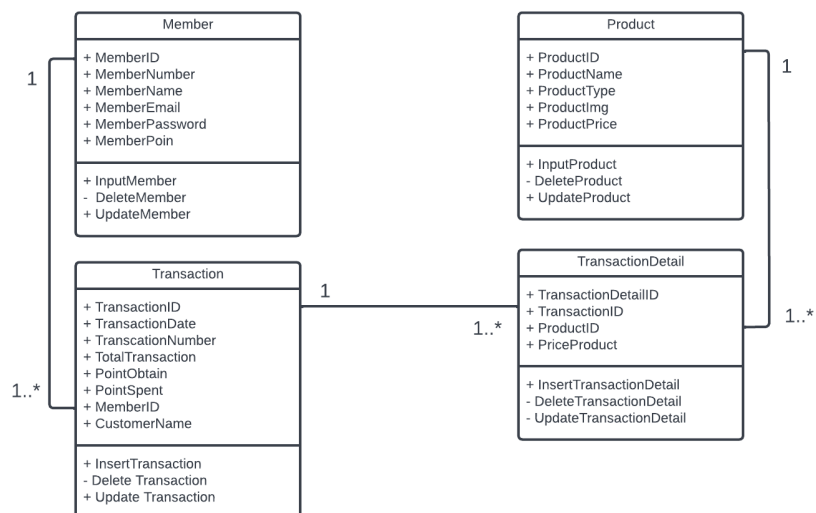 Member
+ MemberID
+ MemberNumber
+ MemberName
+ MemberEmail
+ MemberPassword
+ MemberPoin
+ InputMember
- DeleteMember
+ UpdateMember
1
1..*
Transaction
+ TransactionID
+ TransactionDate
+ TranscationNumber
+ TotalTransaction
+ PointObtain
+ PointSpent
+ MemberID
+ CustomerName
+ InsertTransaction
- Delete Transaction
+ Update Transaction
1
1..*
Product
+ ProductID
+ ProductName
+ ProductType
+ ProductImg
+ ProductPrice
+ InputProduct
- DeleteProduct
+ UpdateProduct
1
1..*
TransactionDetail
+ TransactionDetailID
+ TransactionID
+ ProductID
+ PriceProduct
+ InsertTransactionDetail
- DeleteTransactionDetail
- UpdateTransactionDetail